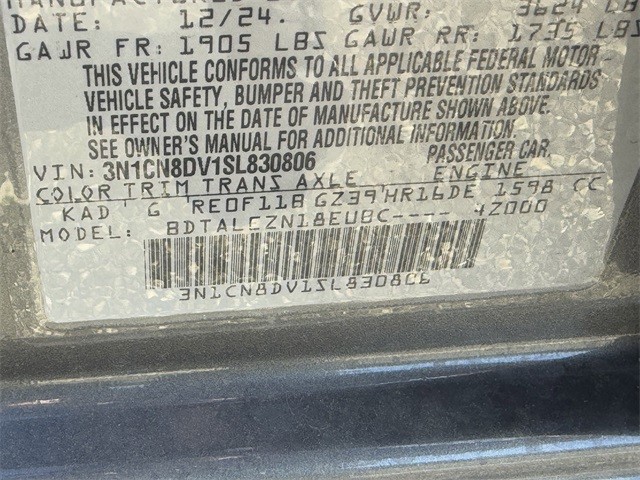 DATE: 12/24. GVWR: 3624 LB
GAWR FR: 1905 LBS GAWR RR: 1735 LBS
THIS VEHICLE CONFORMS TO ALL APPLICABLE FEDERAL MOTOR -
VEHICLE SAFETY, BUMPER AND THEFT PREVENTION STANDARDS
IN EFFECT ON THE DATE OF MANUFACTURE SHOWN ABOVE.
SEE OWNER'S MANUAL FOR ADDITIONAL INFORMATION.
VIN: 3N1CN8DV1SL830806 PASSENGER CAR.
COLOR TRIM TRANS AXLE ENGINE
KAD G RE0F11B GZ39 HR16DE 1598 CC
MODEL: BDTALEZN18EUBC---- 4Z000
3N1CN8DV1SL830806